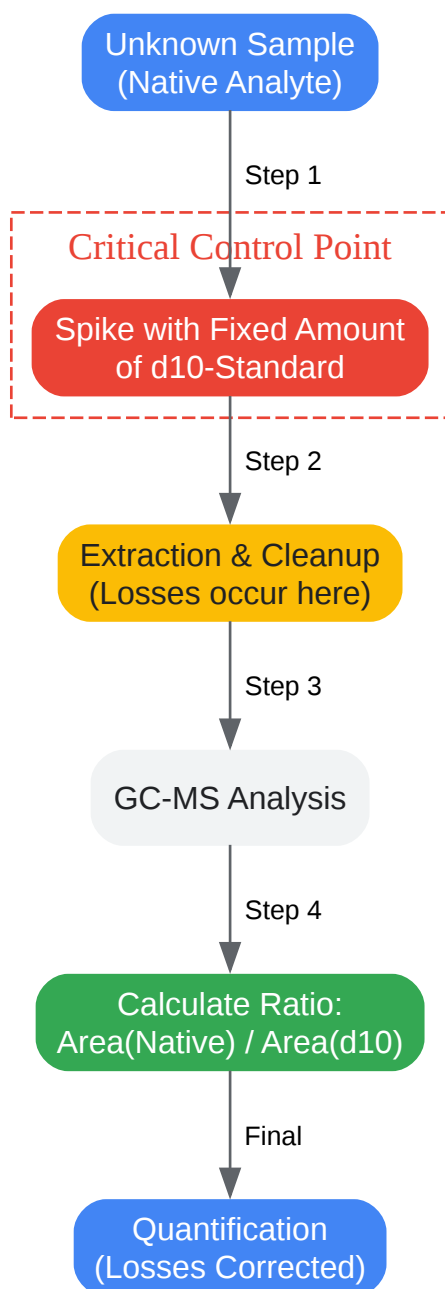 Unknown Sample
(Native Analyte)
Step 1
Critical Control Point
Spike with Fixed Amount
of d10-Standard
Step 2
Extraction & Cleanup
(Losses occur here)
Step 3
GC-MS Analysis
Step 4
Calculate Ratio:
Area(Native) / Area(d10)
Final
Quantification
(Losses Corrected)